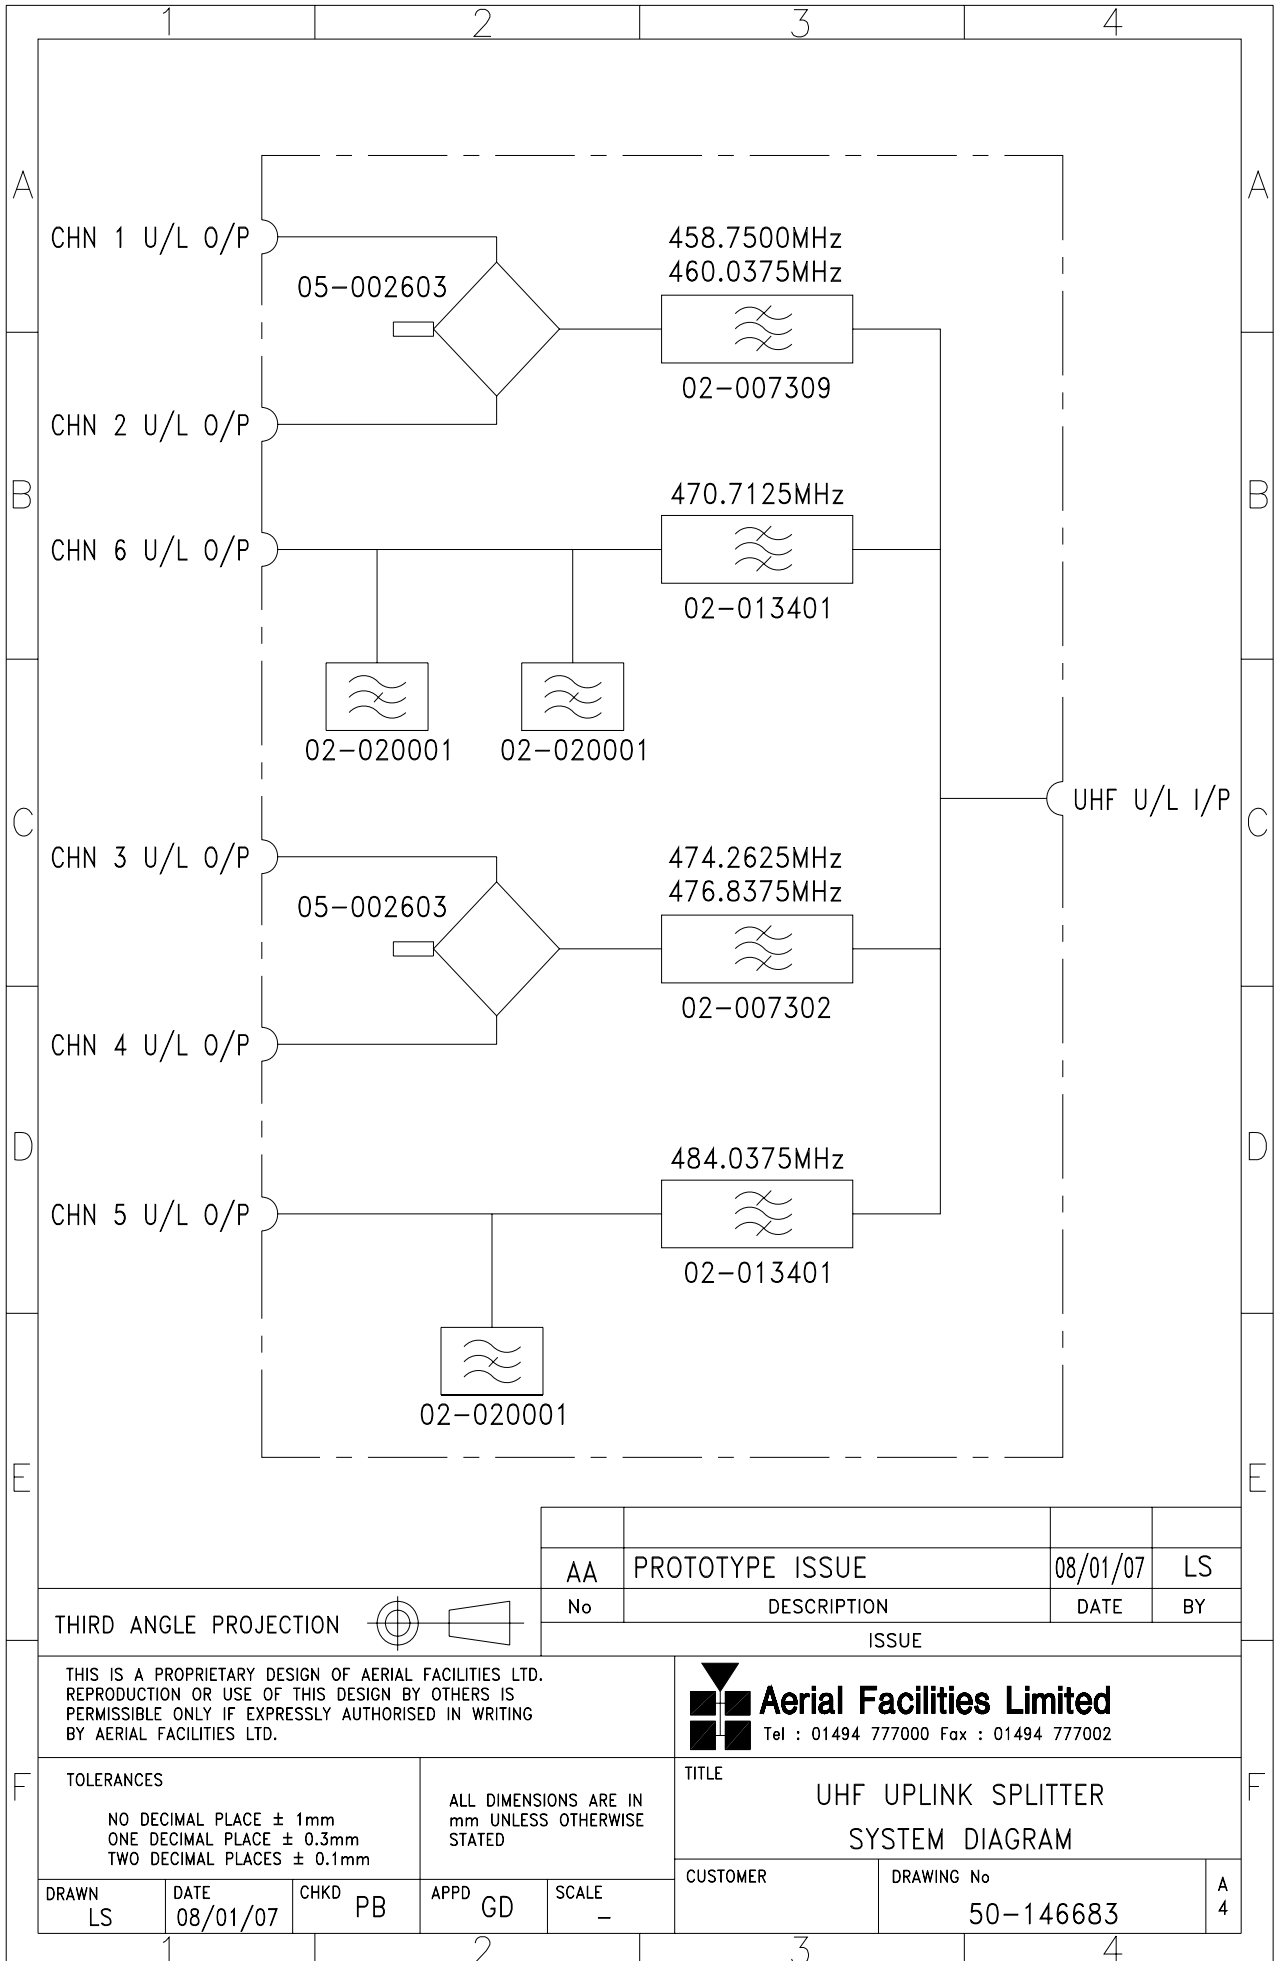 1 2 3 4
A A
CHN 1 U/L O/P
458.7500MHz
460.0375MHz
05-002603
02-007309
CHN 2 U/L O/P
B B
470.7125MHz
CHN 6 U/L O/P
02-013401
02-020001 02-020001
UHF U/L I/P
C C
CHN 3 U/L O/P
474.2625MHz
476.8375MHz
05-002603
02-007302
CHN 4 U/L O/P
D D
484.0375MHz
CHN 5 U/L O/P
02-013401
02-020001
E E
AA PROTOTYPE ISSUE 08/01/07 LS
No DESCRIPTION DATE BY
ISSUE
THIRD ANGLE PROJECTION
THIS IS A PROPRIETARY DESIGN OF AERIAL FACILITIES LTD.
REPRODUCTION OR USE OF THIS DESIGN BY OTHERS IS
PERMISSIBLE ONLY IF EXPRESSLY AUTHORISED IN WRITING
BY AERIAL FACILITIES LTD.
Aerial Facilities Limited
Tel : 01494 777000 Fax : 01494 777002
F F
TOLERANCES
NO DECIMAL PLACE ± 1mm
ONE DECIMAL PLACE ± 0.3mm
TWO DECIMAL PLACES ± 0.1mm
ALL DIMENSIONS ARE IN
mm UNLESS OTHERWISE
STATED
TITLE
UHF UPLINK SPLITTER
SYSTEM DIAGRAM
CUSTOMER
DRAWING No
50-146683
A
4
DRAWN
LS
DATE
08/01/07
CHKD PB
APPD GD
SCALE
–
1 2 3 4